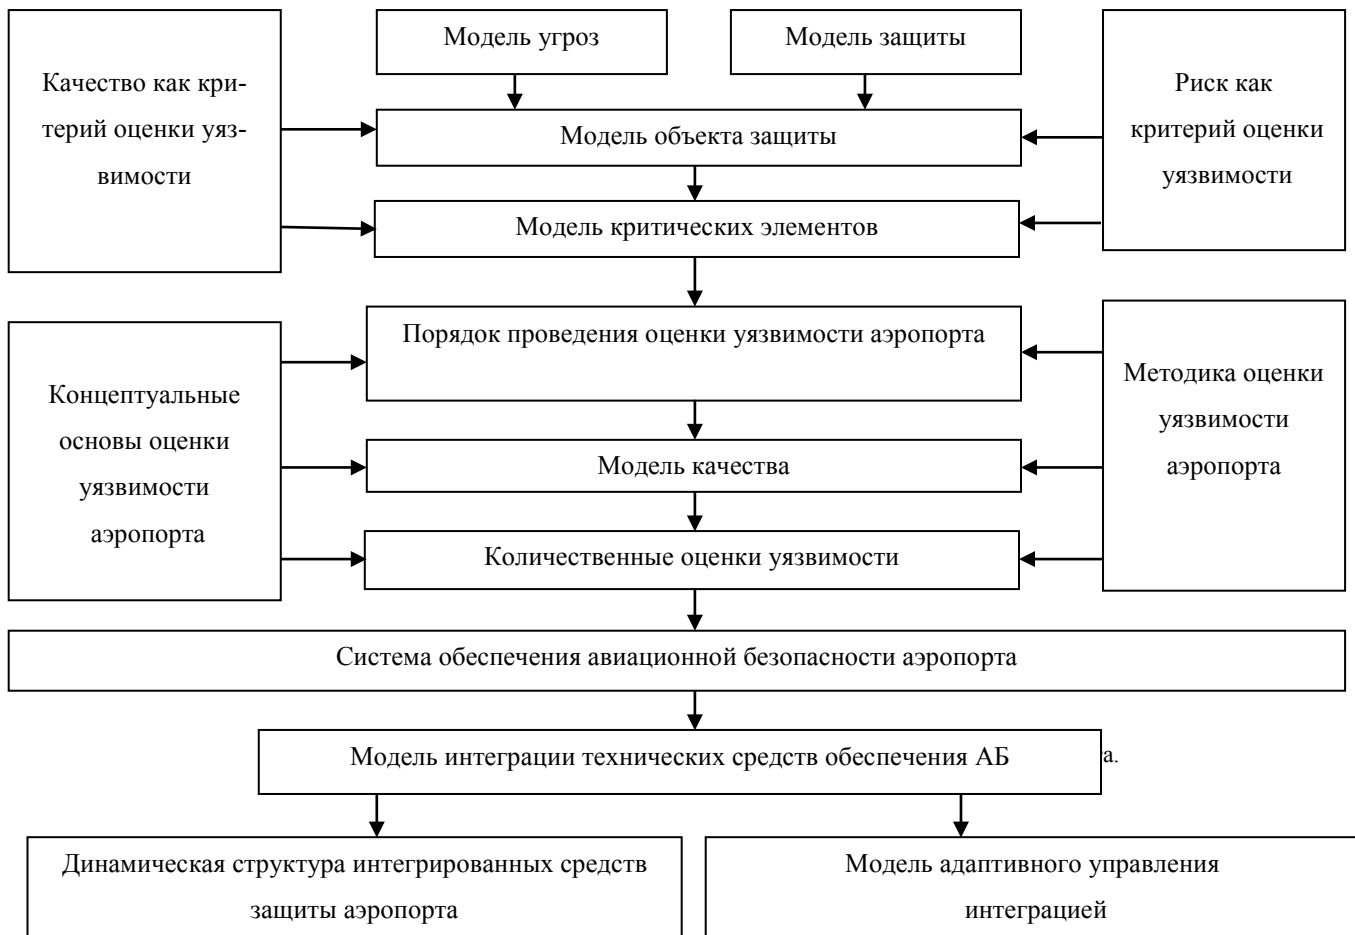 Модель угроз
Модель защиты
Качество как кри-
терий оценки уяз-
вимости
Риск как
критерий оценки
уязвимости
Модель объекта защиты
Модель критических элементов
Порядок проведения оценки уязвимости аэропорта
Концептуальные
основы оценки
уязвимости
аэропорта
Методика оценки
уязвимости
аэропорта
Модель качества
Количественные оценки уязвимости
Система обеспечения авиационной безопасности аэропорта
Модель интеграции технических средств обеспечения АБ
а.
Динамическая структура интегрированных средств
защиты аэропорта
Модель адаптивного управления
интеграцией